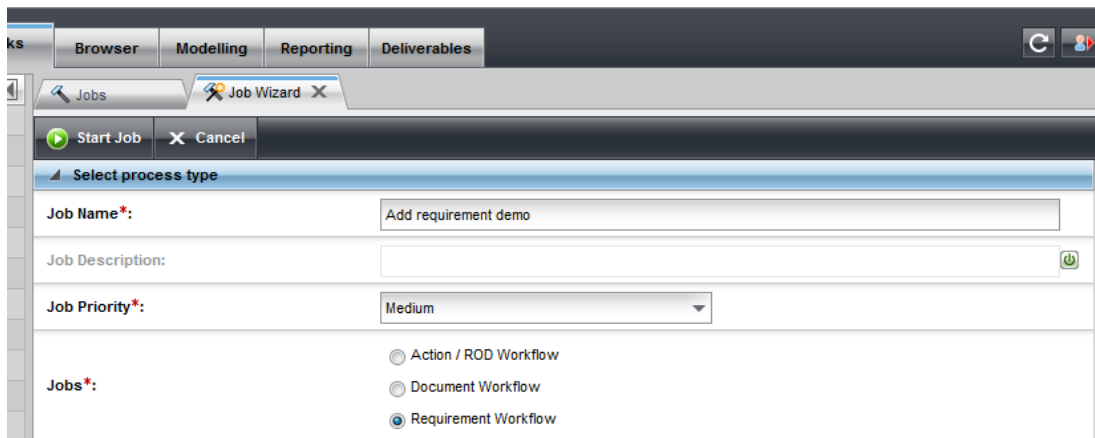 ks Browser Modelling Reporting Deliverables
Jobs Job Wizard X
Start Job X Cancel
Select process type
Job Name*: Add requirement demo
Job Description:
Job Priority*: Medium
Action / ROD Workflow
Jobs*: Document Workflow
Requirement Workflow